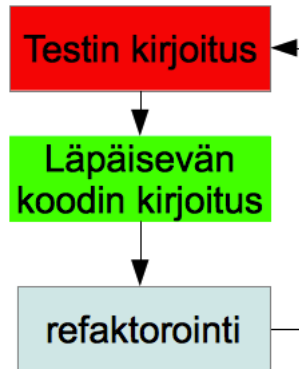 Testin kirjoitus
Läpäisevän
koodin kirjoitus
refaktorointi